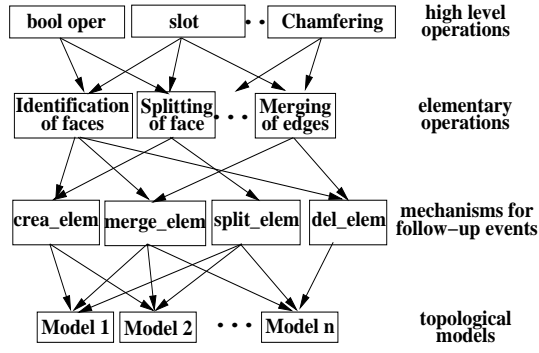 bool oper slot Chamfering high level
operations
Identification
of faces
Splitting
of face
Merging
of edges
elementary
operations
crea_elem merge_elem split_elem del_elem
mechanisms for
follow-up events
Model 1 Model 2 Model n
topological
models